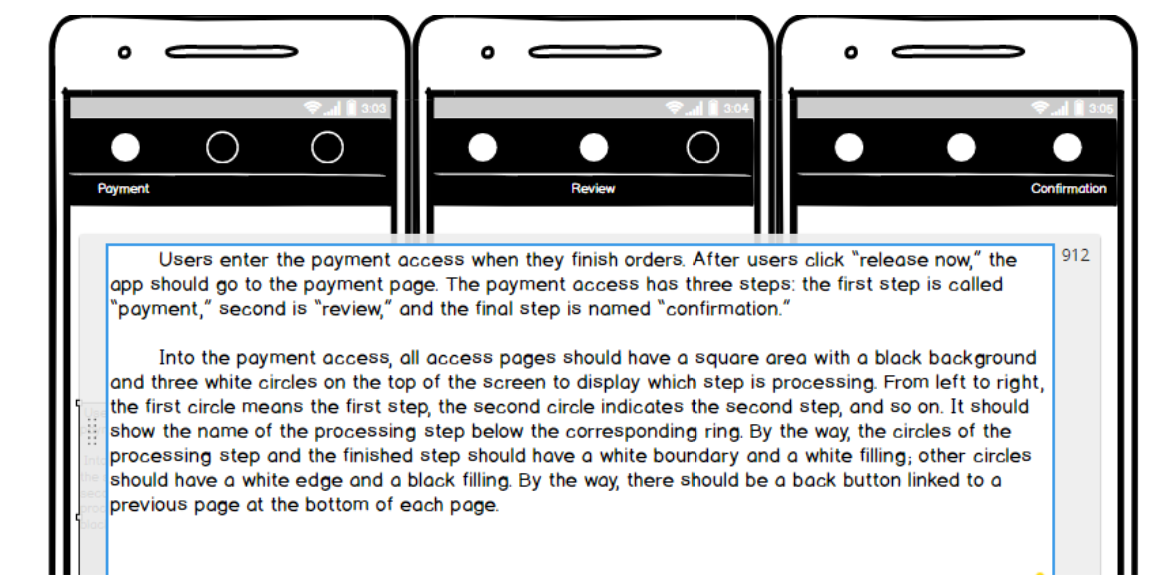 3:03
3:04
3:05
Payment
Review
Confirmation
912
Users enter the payment access when they finish orders. After users click “release now,” the
app should go to the payment page. The payment access has three steps: the first step is called
“payment,” second is “review,” and the final step is named “confirmation.”
Into the payment access, all access pages should have a square area with a black background
and three white circles on the top of the screen to display which step is processing. From left to right,
the first circle means the first step, the second circle indicates the second step, and so on. It should
show the name of the processing step below the corresponding ring. By the way, the circles of the
processing step and the finished step should have a white boundary and a white filling; other circles
should have a white edge and a black filling. By the way, there should be a back button linked to a
previous page at the bottom of each page.